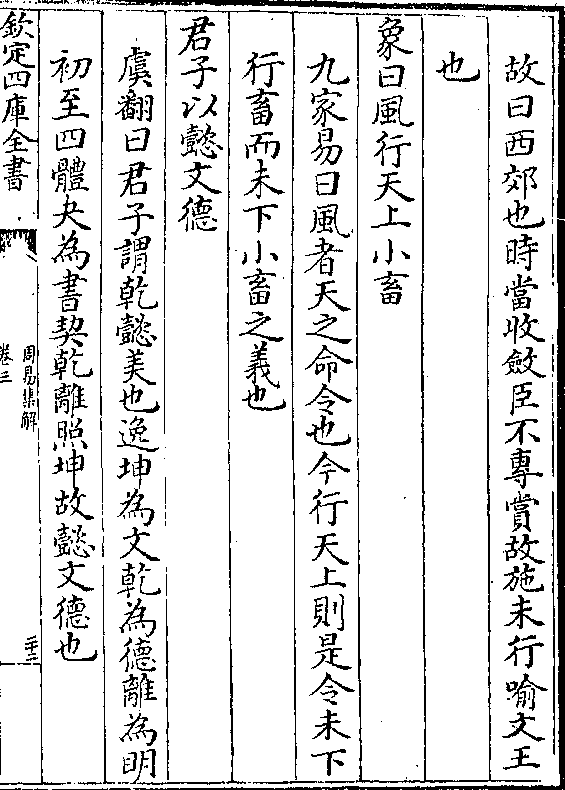 故曰西郊也時當收斂臣不專賞故施未行喻文王
也
象曰風行天上小畜
九家易曰風者天之命令也今行天上則是令未下
行畜而未下小畜之義也
君子以懿文德
虞翻曰君子謂乾懿美也逸坤為文乾為德離為明
初至四體夬為書契乾離照坤故懿文德也
欽定四庫全書
周易集解
卷三
二十三